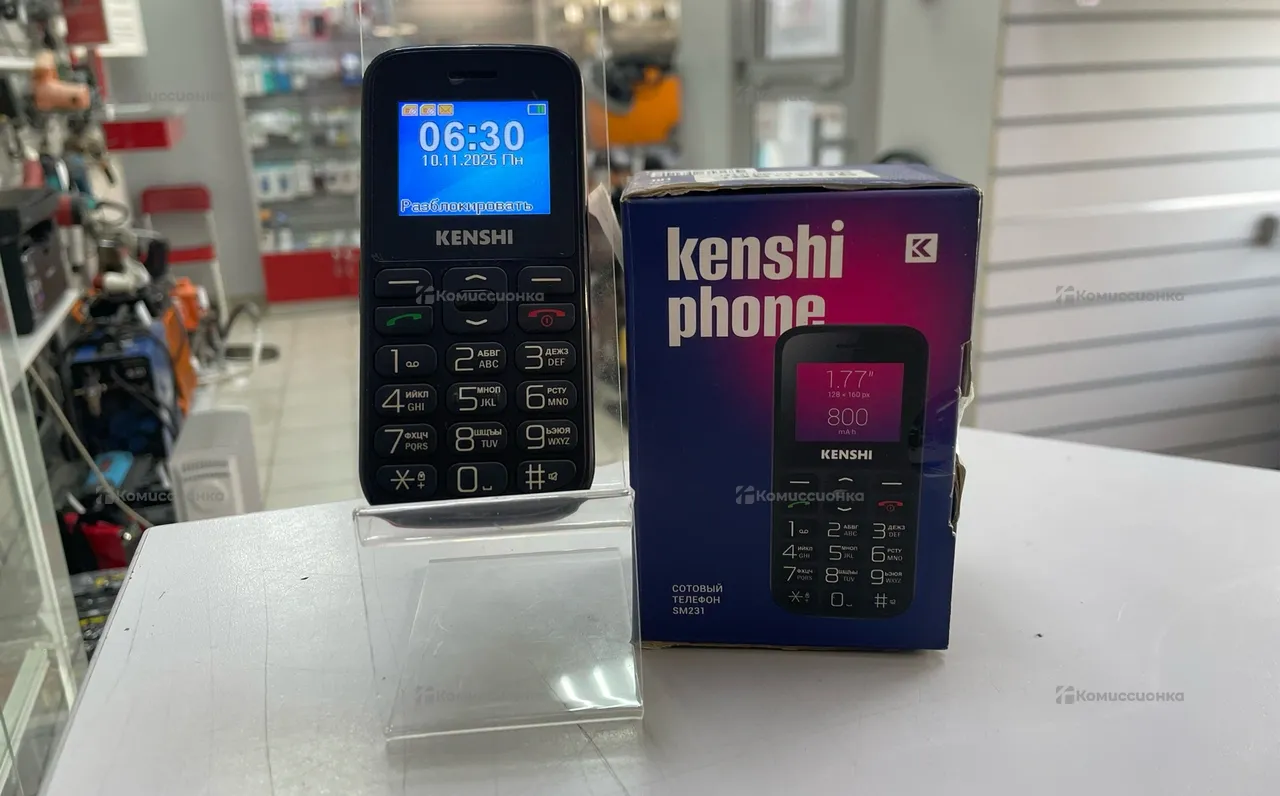 06:30
10.11.2025 Пн
Разблокировать
KENSHI
1
2 АБВГ ABC
3 ДЕЖЗ DEF
4 ИЙКЛ GHI
5 МНОП JKL
6 РСТУ MNO
7 ФХЦЧ PQRS
8 ШЩЪЫ TUV
9 ЬЭЮЯ WXYZ
* +
0
#
kenshi
phone
1.77"
128 × 160 px
800
mAh
KENSHI
1
2 АБВГ ABC
3 ДЕЖЗ DEF
4 ИЙКЛ GHI
5 МНОП JKL
6 РСТУ MNO
7 ФХЦЧ PQRS
8 ШЩЪЫ TUV
9 ЬЭЮЯ WXYZ
* +
0
#
СОТОВЫЙ
ТЕЛЕФОН
SM231
Комиссионка
Комиссионка
Комиссионка
Комиссионка
Комиссионка
Комиссионка
Комиссионка